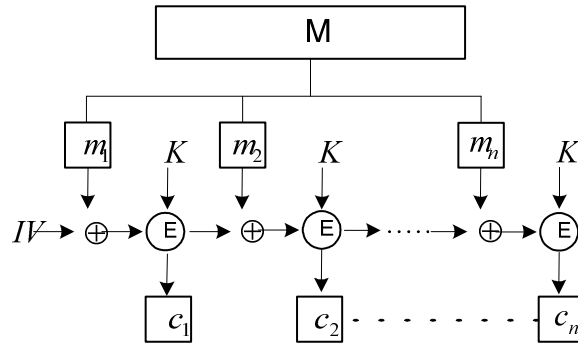 M
m1 K m2 K mn K
IV + E + E ..... + E
c1 c2 cn